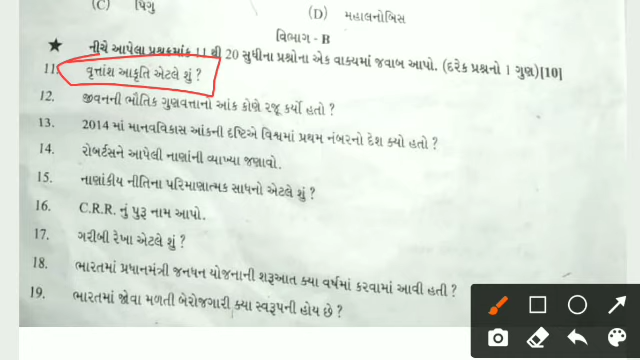 (C) પિગુ
(D) મહાલનોબિસ
વિભાગ - B
★ નીચે આપેલા પ્રશ્નક્રમાંક 11 થી 20 સુધીના પ્રશ્નોના એક વાક્યમાં જવાબ આપો. (દરેક પ્રશ્નનો 1 ગુણ)[10]
11. વૃત્તાંશ આકૃતિ એટલે શું ?
12. જીવનની ભૌતિક ગુણવત્તાનો આંક કોણે રજૂ કર્યો હતો ?
13. 2014 માં માનવવિકાસ આંકની દૃષ્ટિએ વિશ્વમાં પ્રથમ નંબરનો દેશ ક્યો હતો ?
14. રોબર્ટસને આપેલી નાણાંની વ્યાખ્યા જણાવો.
15. નાણાંકીય નીતિના પરિમાણાત્મક સાધનો એટલે શું ?
16. C.R.R. નું પુરૂ નામ આપો.
17. ગરીબી રેખા એટલે શું ?
18. ભારતમાં પ્રધાનમંત્રી જનધન યોજનાની શરૂઆત ક્યા વર્ષમાં કરવામાં આવી હતી ?
19. ભારતમાં જોવા મળતી બેરોજગારી ક્યા સ્વરૂપની હોય છે ?